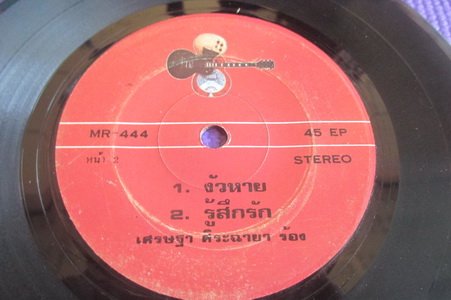 MR-444 45 EP
หน้า 2 STEREO
1. งัวหาย
2. รู้สึกรัก
เศรษฐา ศิระฉายา ร้อง